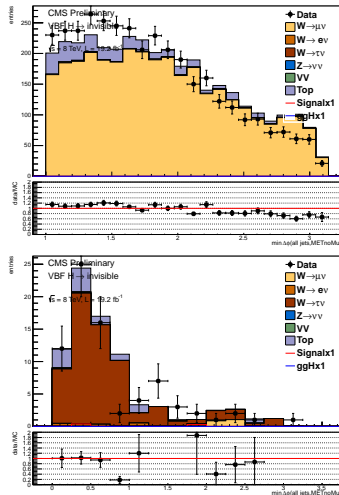 CMS Preliminary
VBF H → invisible
√s = 8 TeV, L = 19.2 fb⁻¹
entries
300
250
200
150
100
50
0
Data
W→μν
W→eν
W→τν
Z→νν
VV
Top
Signalx1
ggHx1
data/MC
1 1.5 2 2.5 3 3.5
min Δφ(all jets,METnoMu
CMS Preliminary
VBF H → invisible
√s = 8 TeV, L = 19.2 fb⁻¹
entries
25
20
15
10
5
0
Data
W→μν
W→eν
W→τν
Z→νν
VV
Top
Signalx1
ggHx1
data/MC
0 0.5 1 1.5 2 2.5 3 3.5
min Δφ(all jets,METnoMu